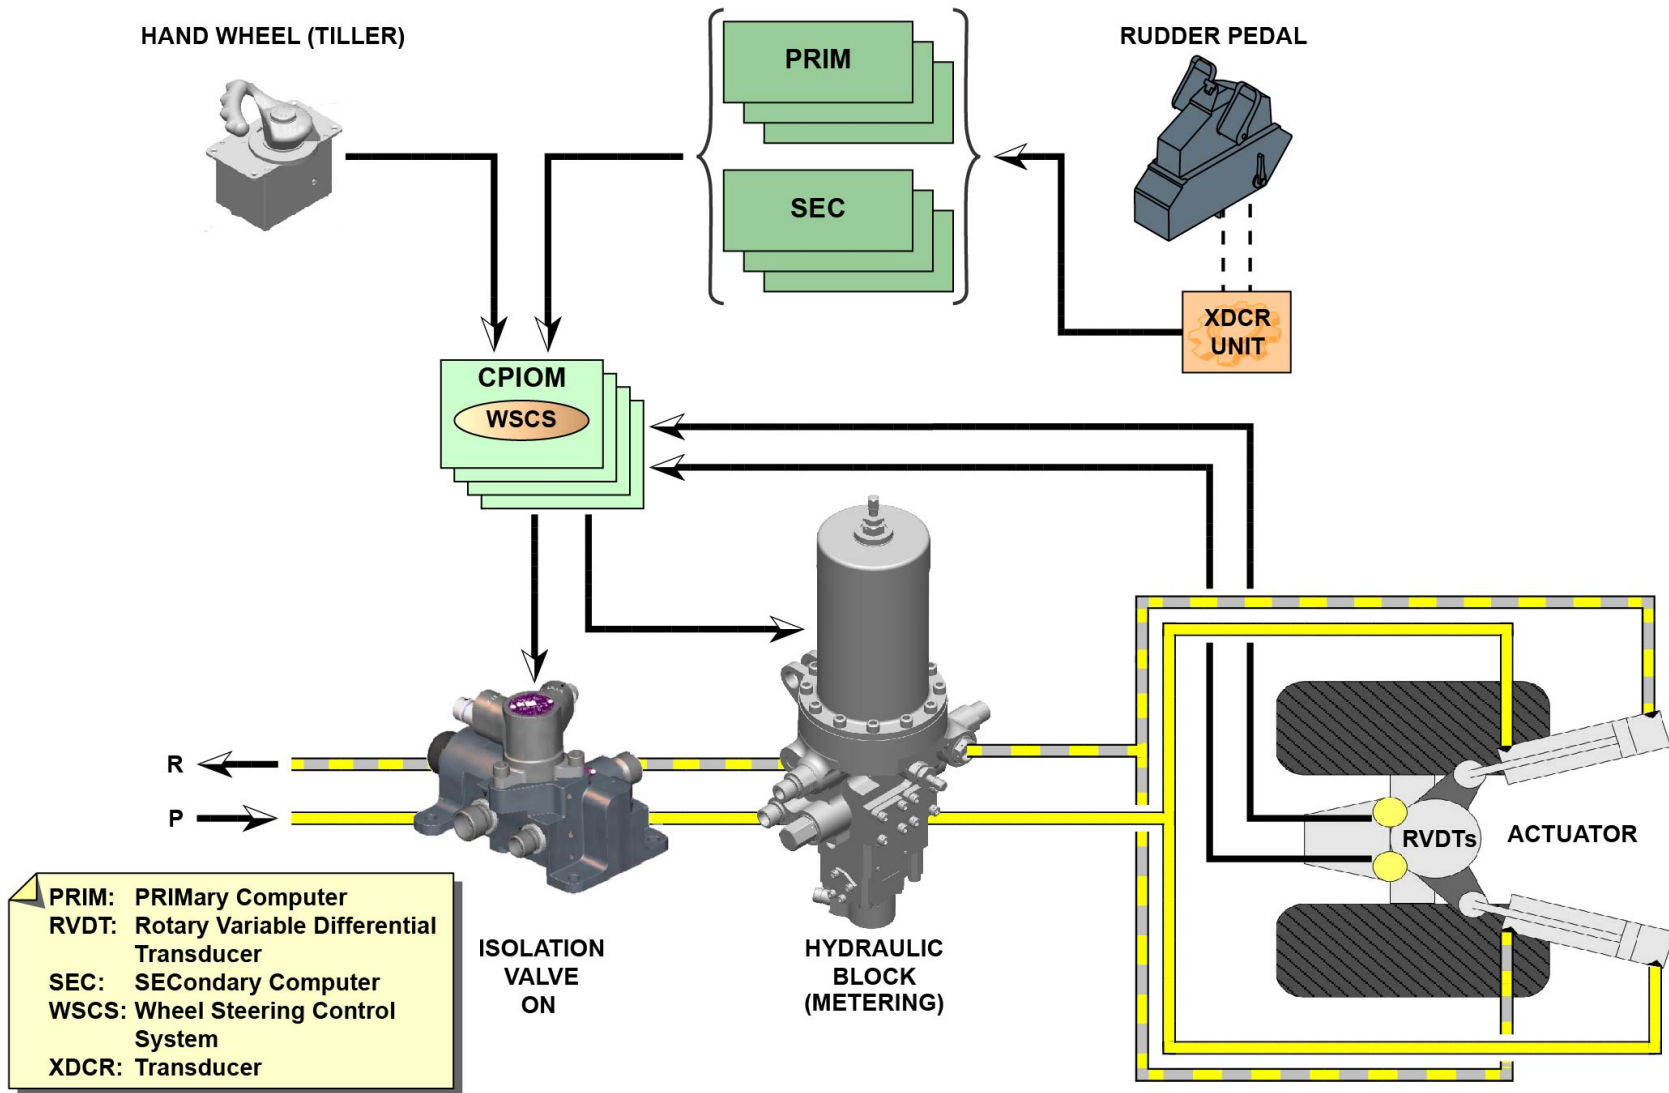 HAND WHEEL (TILLER)
PRIM
SEC
RUDDER PEDAL
XDCR
UNIT
CPIOM
WSCS
R
P
RVDTs
ACTUATOR
ISOLATION
VALVE
ON
HYDRAULIC
BLOCK
(METERING)
PRIM: PRIMary Computer
RVDT: Rotary Variable Differential
Transducer
SEC: SECondary Computer
WSCS: Wheel Steering Control
System
XDCR: Transducer